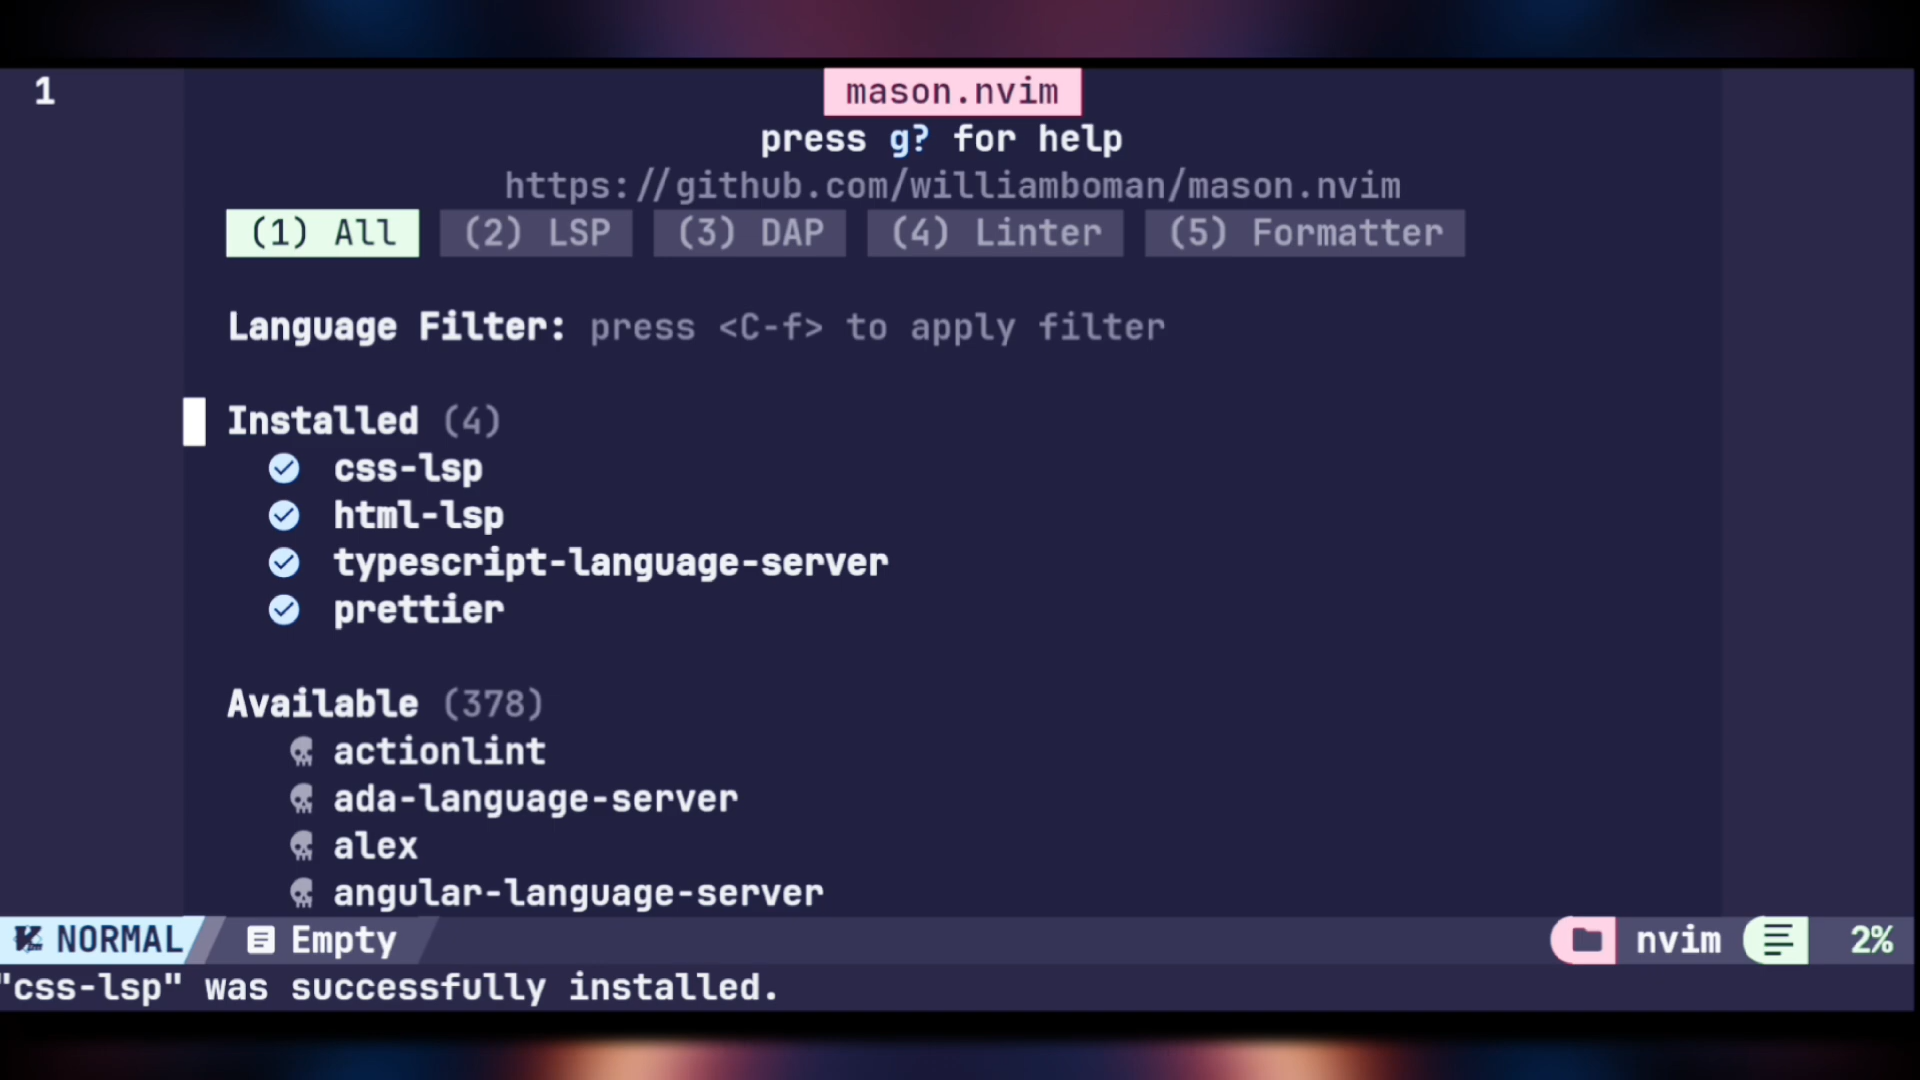 1
mason.nvim
press g? for help
https://github.com/williamboman/mason.nvim
(1) All (2) LSP (3) DAP (4) Linter (5) Formatter
Language Filter: press <C-f> to apply filter
Installed (4)
css-lsp
html-lsp
typescript-language-server
prettier
Available (378)
actionlint
ada-language-server
alex
angular-language-server
NORMAL Empty nvim 2%
"css-lsp" was successfully installed.